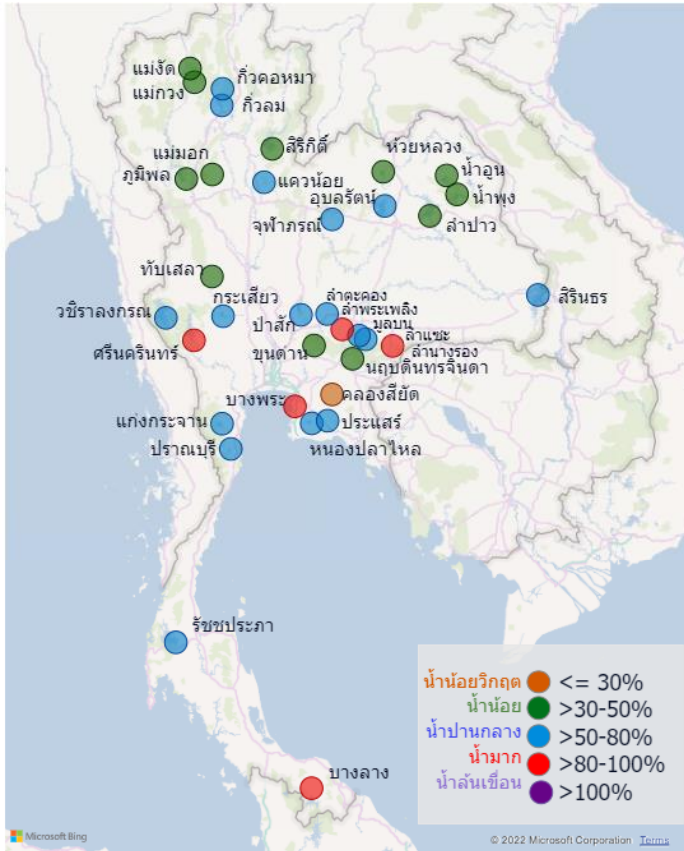 แม่งัด
แม่กวง
กิ่วคอหมา
กิ่วลม
สิริกิติ์
แม่มอก
ภูมิพล
แควน้อย
ห้วยหลวง
อุบลรัตน์
น้ำอูน
น้ำพุง
จุฬาภรณ์
ลำปาว
ทับเสลา
วชิราลงกรณ
กระเสียว
ป่าสัก
ลำตะคอง
ลำพระเพลิง
มูลบน
ลำแชะ
ลำนางรอง
สิรินธร
ศรีนครินทร์
ขุนด่าน
นฤบดินทรจินดา
บางพระ
คลองสียัด
แก่งกระจาน
ประแสร์
ปราณบุรี
หนองปลาไหล
รัชชประภา
บางลาง
น้ำน้อยวิกฤต <= 30%
น้ำน้อย >30-50%
น้ำปานกลาง >50-80%
น้ำมาก >80-100%
น้ำล้นเขื่อน >100%
Microsoft Bing
© 2022 Microsoft Corporation Terms